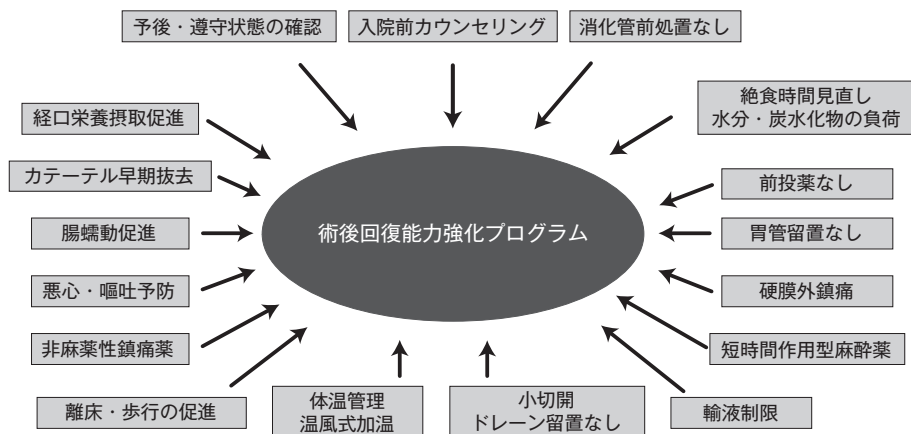 予後・遵守状態の確認
入院前カウンセリング
消化管前処置なし
経口栄養摂取促進
絶食時間見直し
水分・炭水化物の負荷
カテーテル早期抜去
前投薬なし
腸蠕動促進
術後回復能力強化プログラム
胃管留置なし
悪心・嘔吐予防
硬膜外鎮痛
非麻薬性鎮痛薬
短時間作用型麻酔薬
離床・歩行の促進
体温管理
温風式加温
小切開
ドレーン留置なし
輸液制限